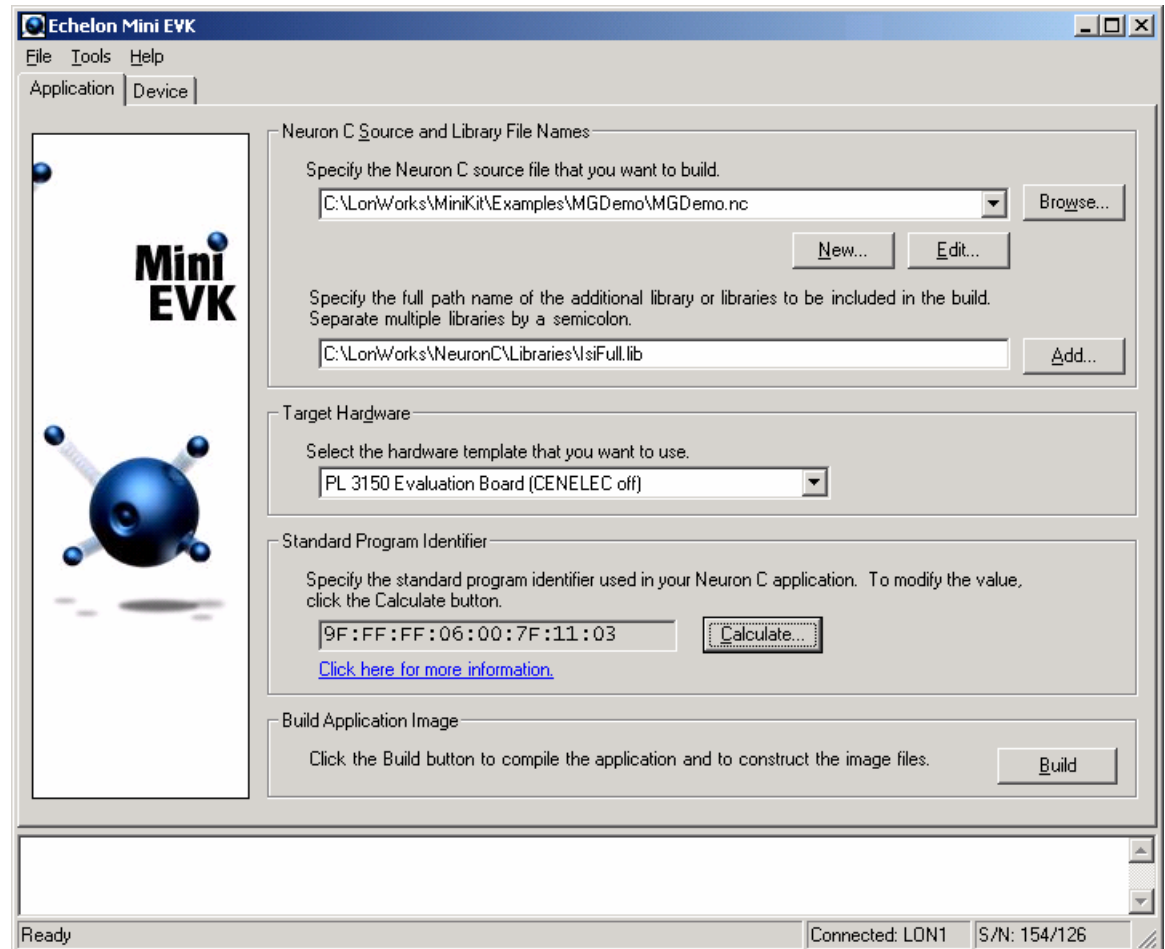 Echelon Mini EVK
File Tools Help
Application Device
Mini
EVK
Neuron C Source and Library File Names
Specify the Neuron C source file that you want to build.
C:\LonWorks\MiniKit\Examples\MGDemo\MGDemo.nc
Browse...
New... Edit...
Specify the full path name of the additional library or libraries to be included in the build.
Separate multiple libraries by a semicolon.
C:\LonWorks\NeuronC\Libraries\IsiFull.lib
Add...
Target Hardware
Select the hardware template that you want to use.
PL 3150 Evaluation Board (CENELEC off)
Standard Program Identifier
Specify the standard program identifier used in your Neuron C application. To modify the value,
click the Calculate button.
9F:FF:FF:06:00:7F:11:03
Calculate...
Click here for more information.
Build Application Image
Click the Build button to compile the application and to construct the image files.
Build
Ready
Connected: LON1
S/N: 154/126